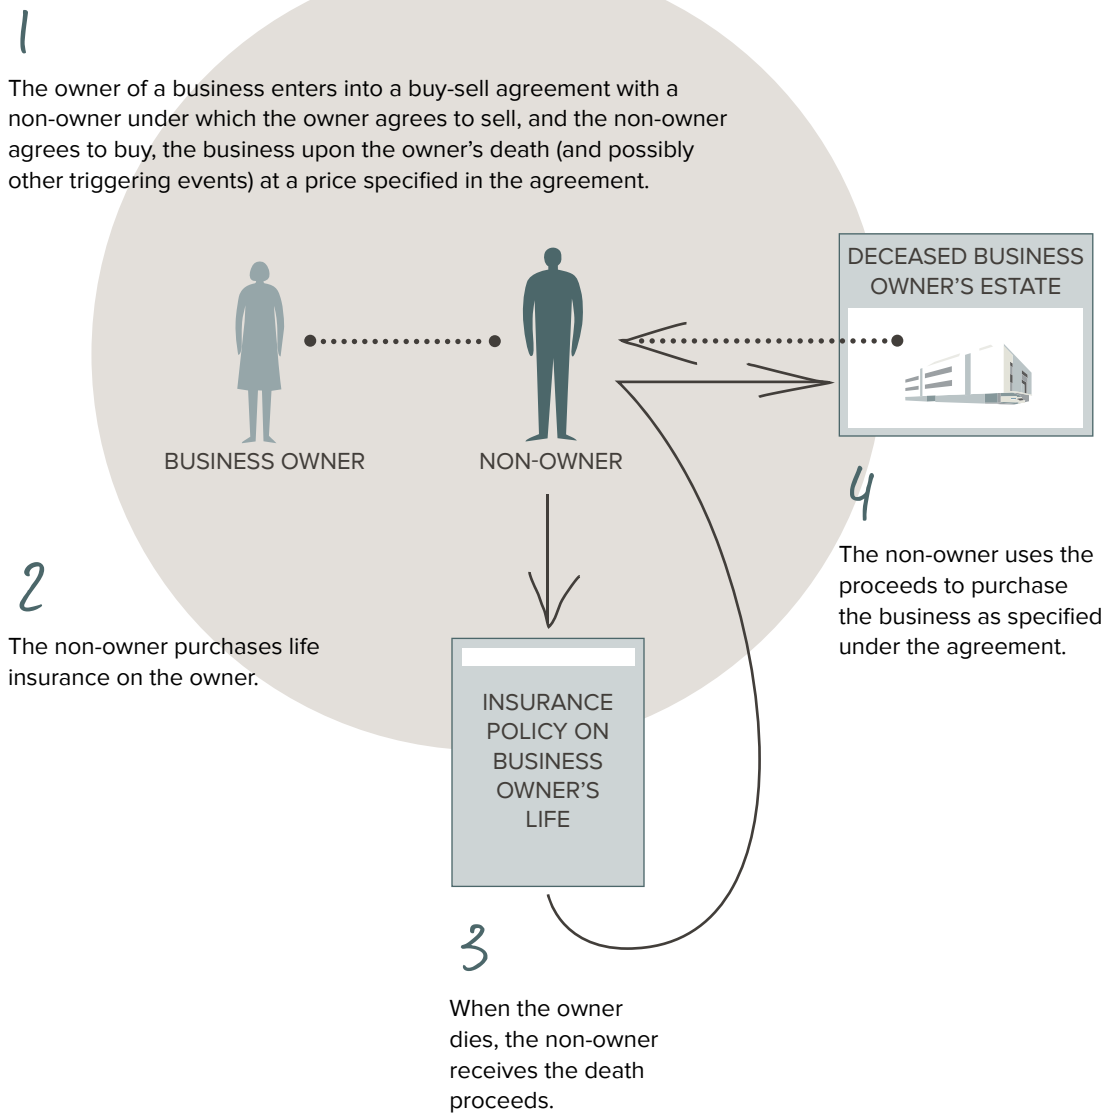 1
The owner of a business enters into a buy-sell agreement with a
non-owner under which the owner agrees to sell, and the non-owner
agrees to buy, the business upon the owner’s death (and possibly
other triggering events) at a price specified in the agreement.
BUSINESS OWNER
NON-OWNER
DECEASED BUSINESS
OWNER’S ESTATE
2
The non-owner purchases life
insurance on the owner.
INSURANCE
POLICY ON
BUSINESS
OWNER’S
LIFE
3
When the owner
dies, the non-owner
receives the death
proceeds.
4
The non-owner uses the
proceeds to purchase
the business as specified
under the agreement.